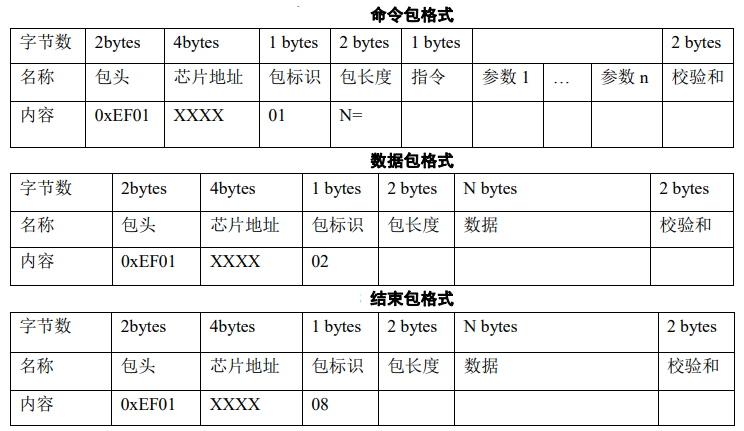 命令包格式
字节数 2bytes 4bytes 1 bytes 2 bytes 1 bytes 2 bytes
名称 包头 芯片地址 包标识 包长度 指令 参数 1 … 参数 n 校验和
内容 0xEF01 XXXX 01 N=
数据包格式
字节数 2bytes 4bytes 1 bytes 2 bytes N bytes 2 bytes
名称 包头 芯片地址 包标识 包长度 数据 校验和
内容 0xEF01 XXXX 02
结束包格式
字节数 2bytes 4bytes 1 bytes 2 bytes N bytes 2 bytes
名称 包头 芯片地址 包标识 包长度 数据 校验和
内容 0xEF01 XXXX 08